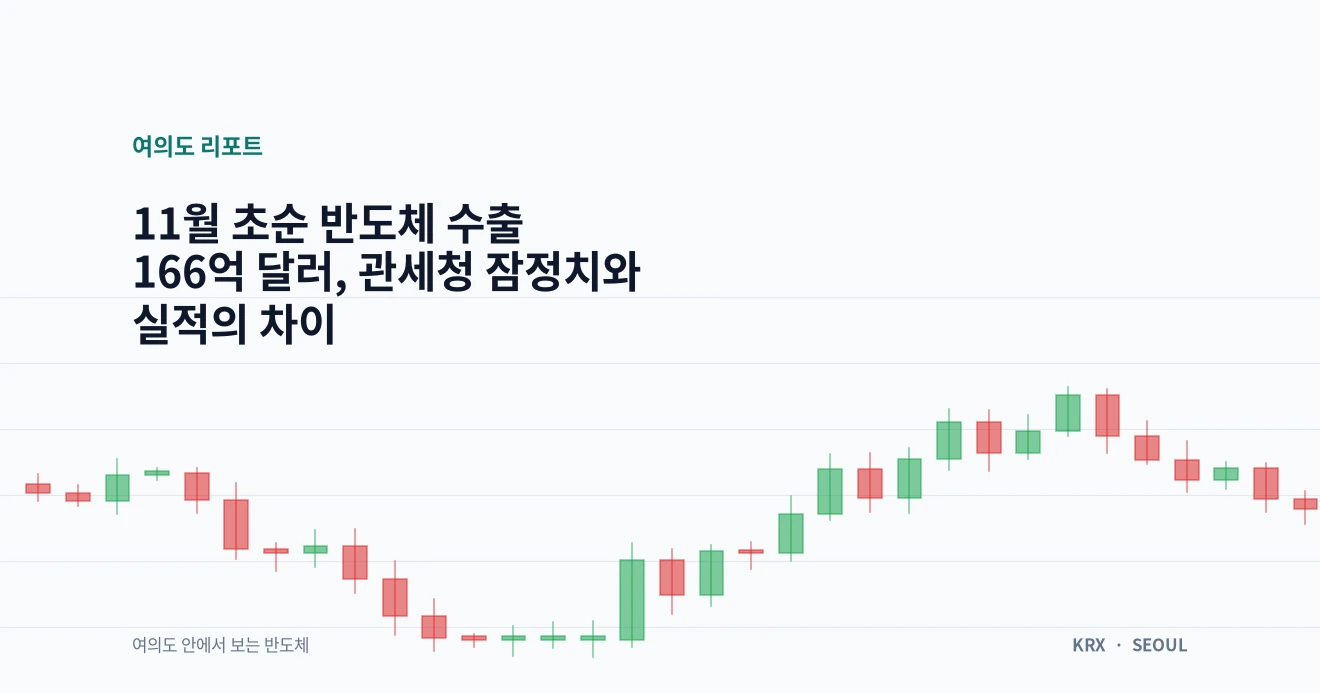 여의도 리포트
11월 초순 반도체 수출
166억 달러, 관세청 잠정치와
실적의 차이
여의도 안에서 보는 반도체
KRX · SEOUL